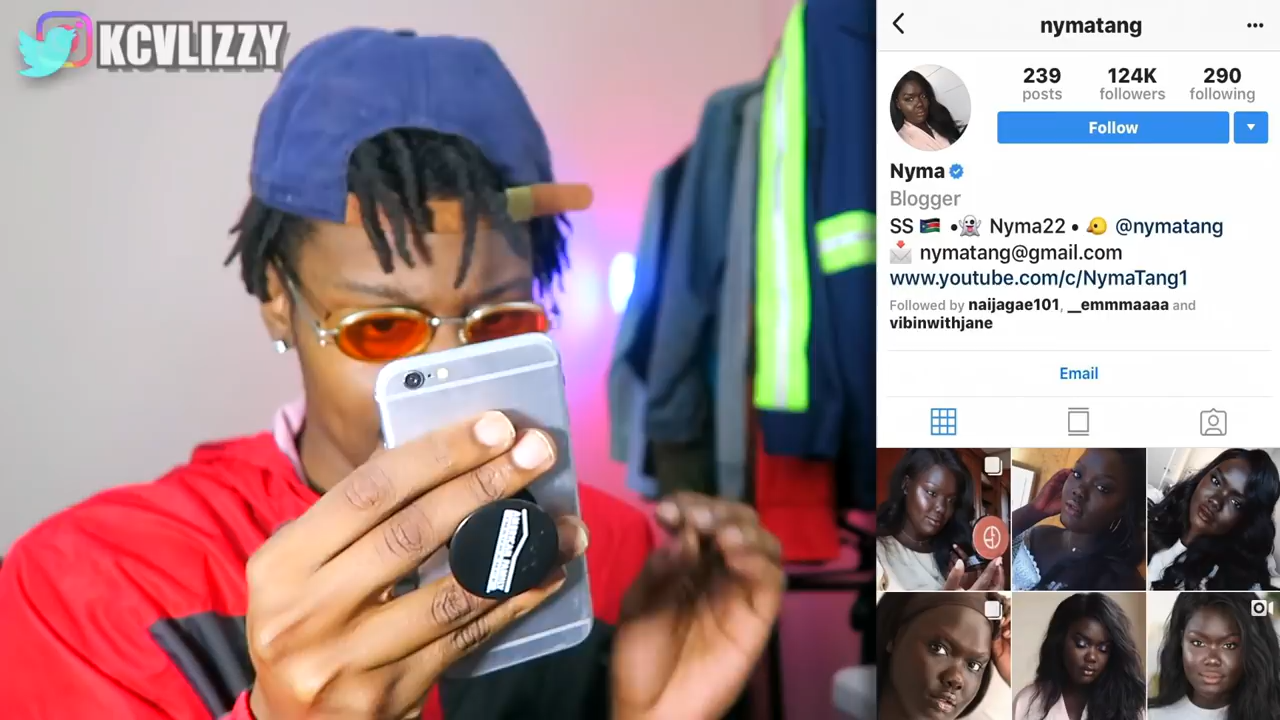 KCVLIZZY
nymatang
239
posts
124K
followers
290
following
Follow
Nyma
Blogger
SS 🇸🇸 •👻 Nyma22 • 🐤 @nymatang
📩 nymatang@gmail.com
www.youtube.com/c/NymaTang1
Followed by naijagae101, __emmmaaaa and
vibinwithjane
Email